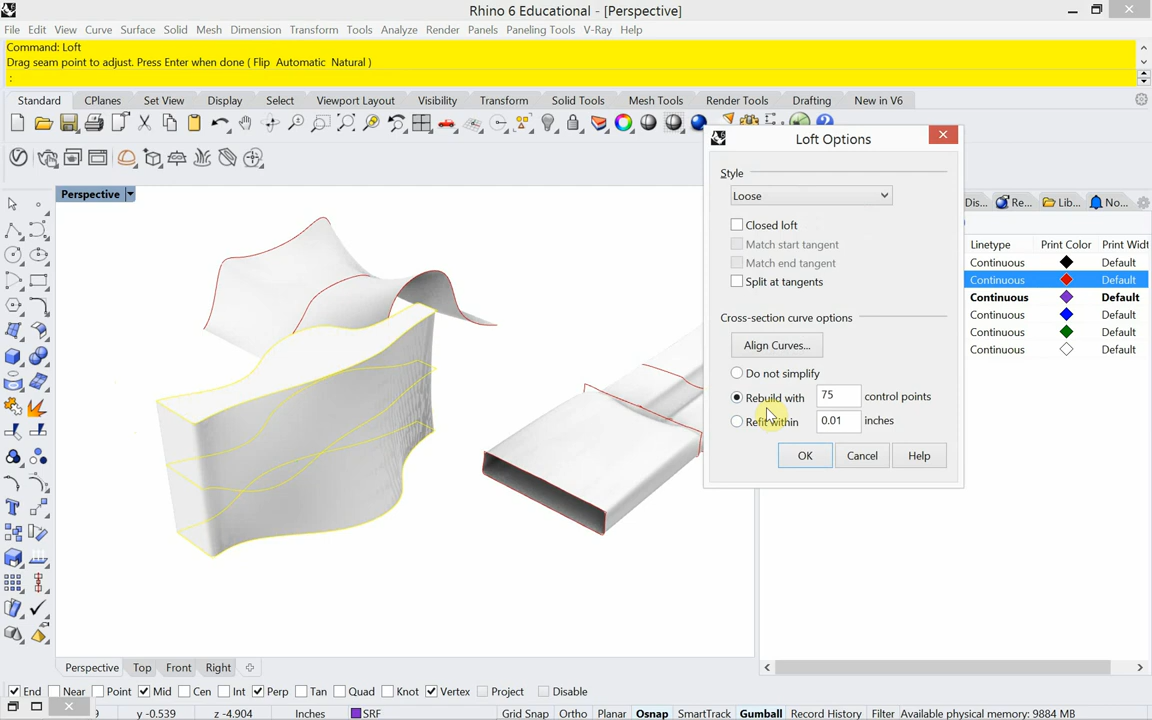 Rhino 6 Educational - [Perspective]
File Edit View Curve Surface Solid Mesh Dimension Transform Tools Analyze Render Panels Paneling Tools V-Ray Help
Command: Loft
Drag seam point to adjust. Press Enter when done ( Flip Automatic Natural )
:
Standard CPlanes Set View Display Select Viewport Layout Visibility Transform Solid Tools Mesh Tools Render Tools Drafting New in V6
Loft Options
Style
Perspective
Loose
Dis... Re... Lib... No...
Closed loft
Match start tangent
Linetype Print Color Print Widt
Match end tangent
Continuous Default
Split at tangents
Continuous Default
Continuous Default
Cross-section curve options
Continuous Default
Continuous Default
Align Curves...
Continuous Default
Do not simplify
Rebuild with 75 control points
Refit within 0.01 inches
OK Cancel Help
Perspective Top Front Right
End Near Point Mid Cen Int Perp Tan Quad Knot Vertex Project Disable
9 y -0.539 z -4.904 Inches SRF Grid Snap Ortho Planar Osnap SmartTrack Gumball Record History Filter Available physical memory: 9884 MB